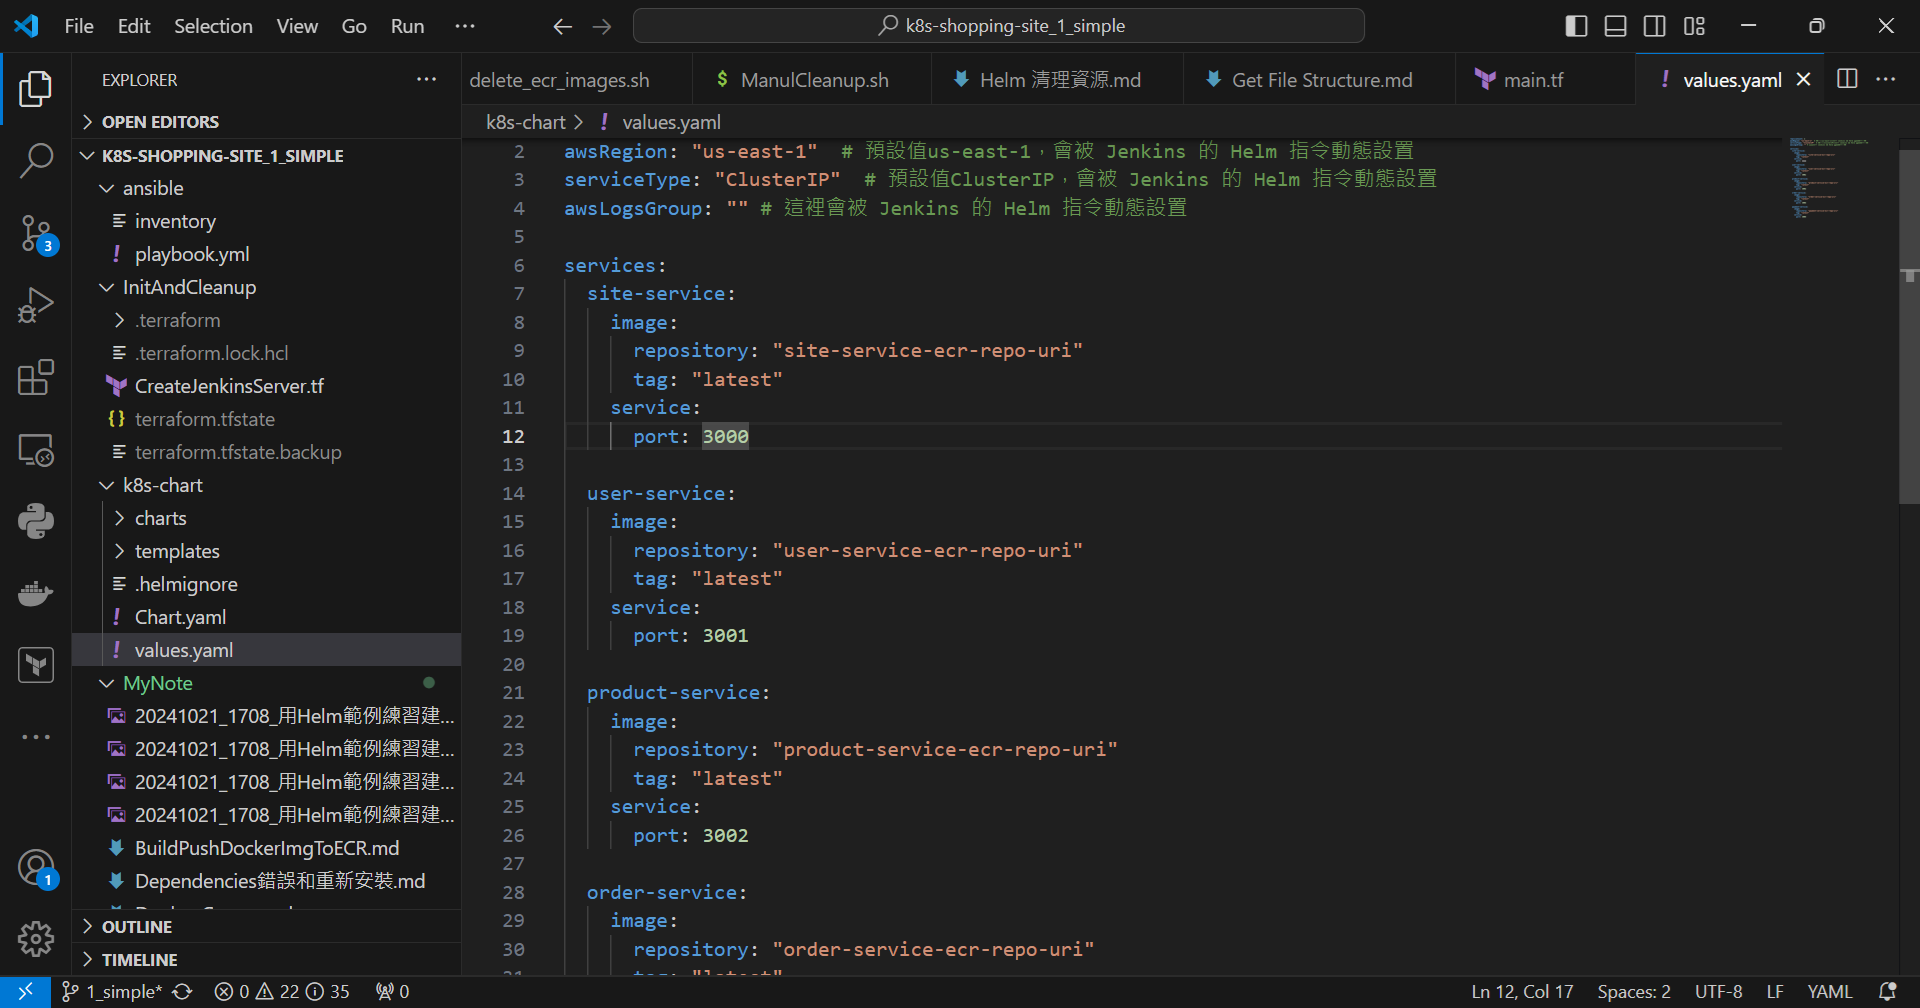 File Edit Selection View Go Run ···
k8s-shopping-site_1_simple
EXPLORER
OPEN EDITORS
K8S-SHOPPING-SITE_1_SIMPLE
ansible
inventory
playbook.yml
InitAndCleanup
.terraform
.terraform.lock.hcl
CreateJenkinsServer.tf
terraform.tfstate
terraform.tfstate.backup
k8s-chart
charts
templates
.helmignore
Chart.yaml
values.yaml
MyNote
20241021_1708_用Helm範例練習建...
20241021_1708_用Helm範例練習建...
20241021_1708_用Helm範例練習建...
20241021_1708_用Helm範例練習建...
BuildPushDockerImgToECR.md
Dependencies錯誤和重新安裝.md
OUTLINE
TIMELINE
3
1
delete_ecr_images.sh
ManulCleanup.sh
Helm 清理資源.md
Get File Structure.md
main.tf
values.yaml
k8s-chart > ! values.yaml
2 awsRegion: "us-east-1"  # 預設值us-east-1，會被 Jenkins 的 Helm 指令動態設置
3 serviceType: "ClusterIP"  # 預設值ClusterIP，會被 Jenkins 的 Helm 指令動態設置
4 awsLogsGroup: "" # 這裡會被 Jenkins 的 Helm 指令動態設置
5
6 services:
7 site-service:
8 image:
9 repository: "site-service-ecr-repo-uri"
10 tag: "latest"
11 service:
12 port: 3000
13
14 user-service:
15 image:
16 repository: "user-service-ecr-repo-uri"
17 tag: "latest"
18 service:
19 port: 3001
20
21 product-service:
22 image:
23 repository: "product-service-ecr-repo-uri"
24 tag: "latest"
25 service:
26 port: 3002
27
28 order-service:
29 image:
30 repository: "order-service-ecr-repo-uri"
31 tag: "latest"
1_simple* 0 22 35 0
Ln 12, Col 17 Spaces: 2 UTF-8 LF YAML